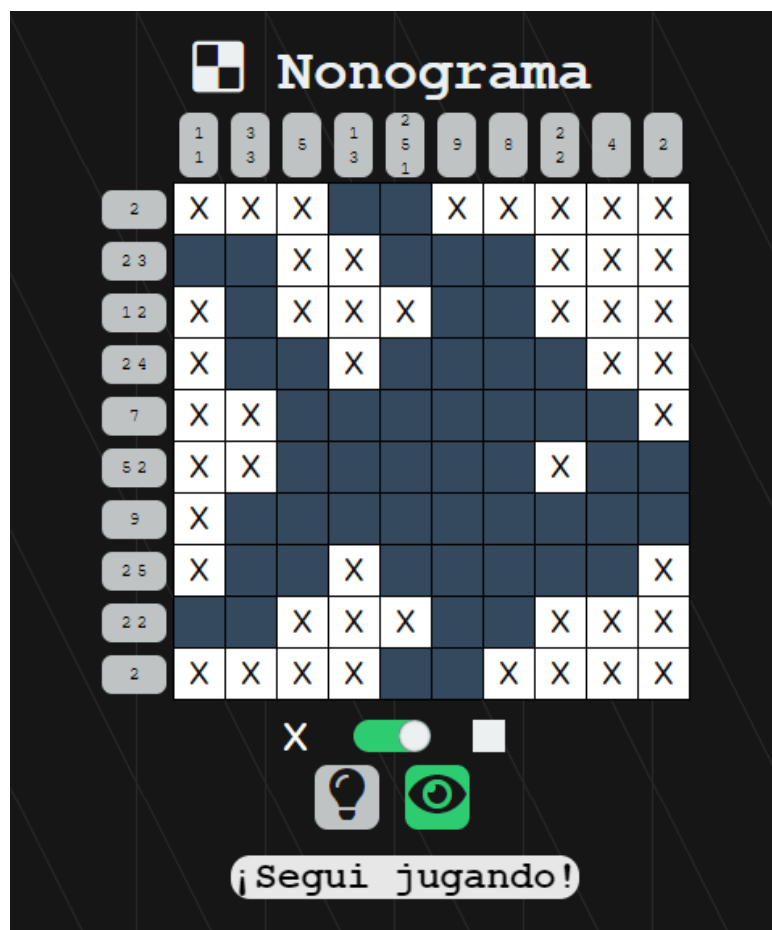 Nonograma
1 3 5 1 2 9 8 2 4 2
1 3 3 5 2
1
2 X X X X X X X X
2 3 X X X X X
1 2 X X X X X X X
2 4 X X X X
7 X X X
5 2 X X X
9 X
2 5 X X X
2 2 X X X X X X
2 X X X X X X X X
X
¡Segui jugando!